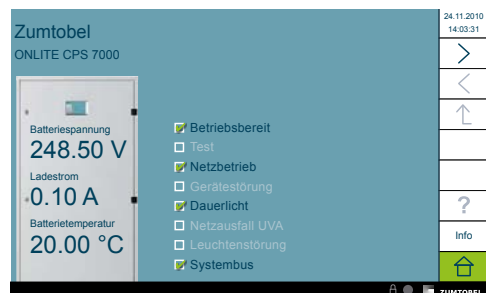 24.11.2010
14:03:31
Zumtobel
ONLITE CPS 7000
Batteriespannung
248.50 V
Ladestrom
0.10 A
Batterietemperatur
20.00 °C
Betriebsbereit
Test
Netzbetrieb
Gerätestörung
Dauerlicht
Netzausfall UVA
Leuchtenstörung
Systembus
?
Info
ZUMTOBEL